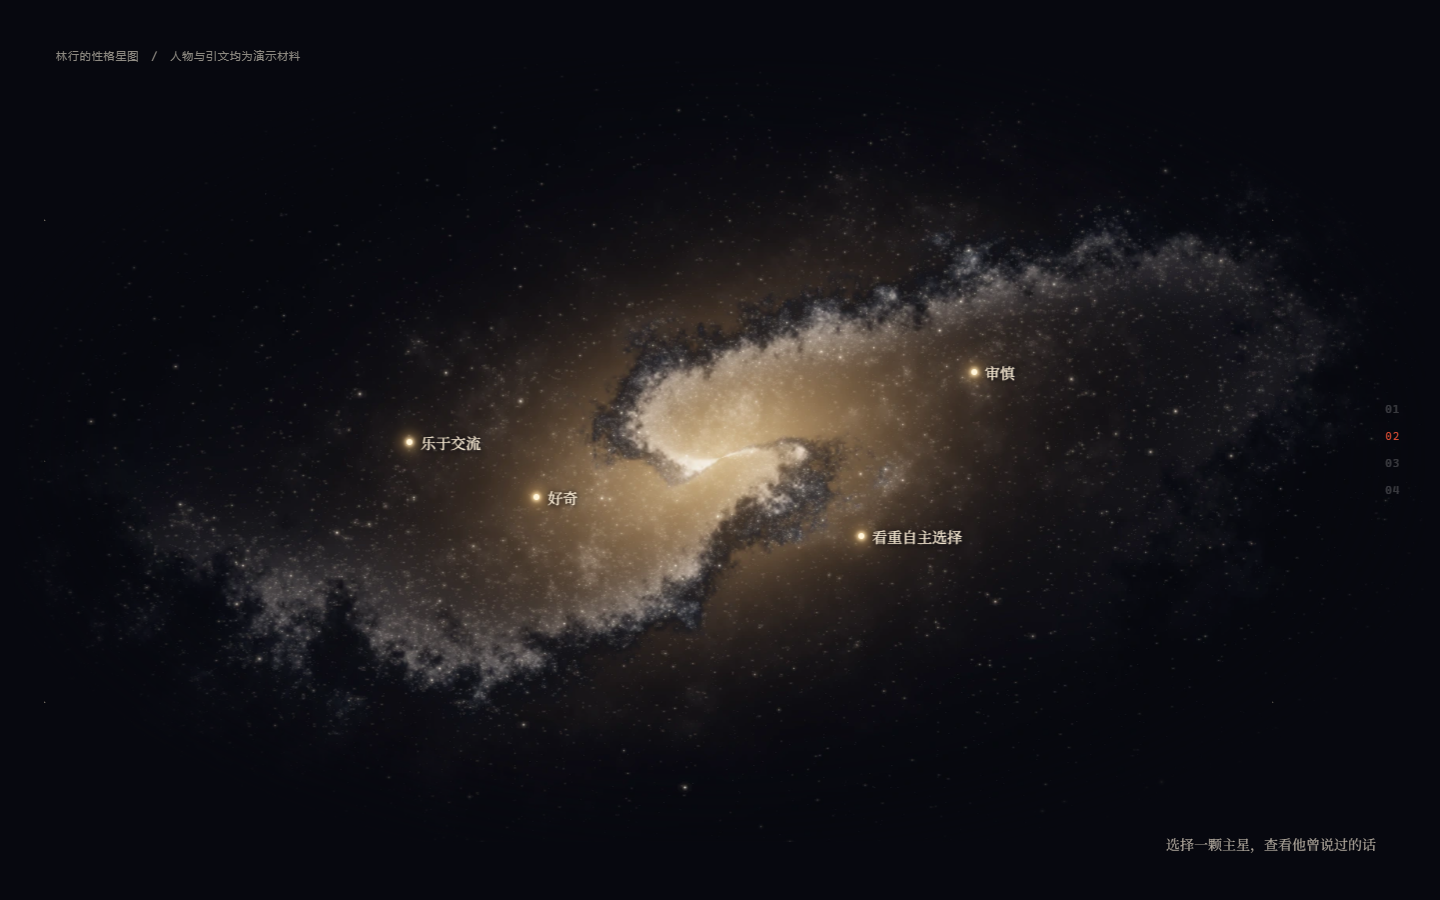 林行的性格星图 / 人物与引文均为演示材料
审慎
01
乐于交流
02
03
04
好奇
看重自主选择
选择一颗主星，查看他曾说过的话